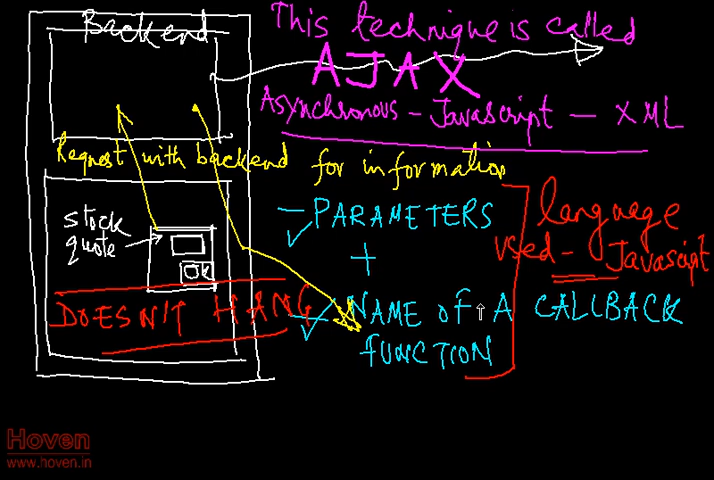 Backend
This technique is called
AJAX
Asynchronous - Javascript - XML
Request with backend for information
stock
quote
OK
DOESN'T HANG
- PARAMETERS
+
- NAME OF A CALLBACK
FUNCTION
language
used - Javascript
Hoven
www.hoven.in